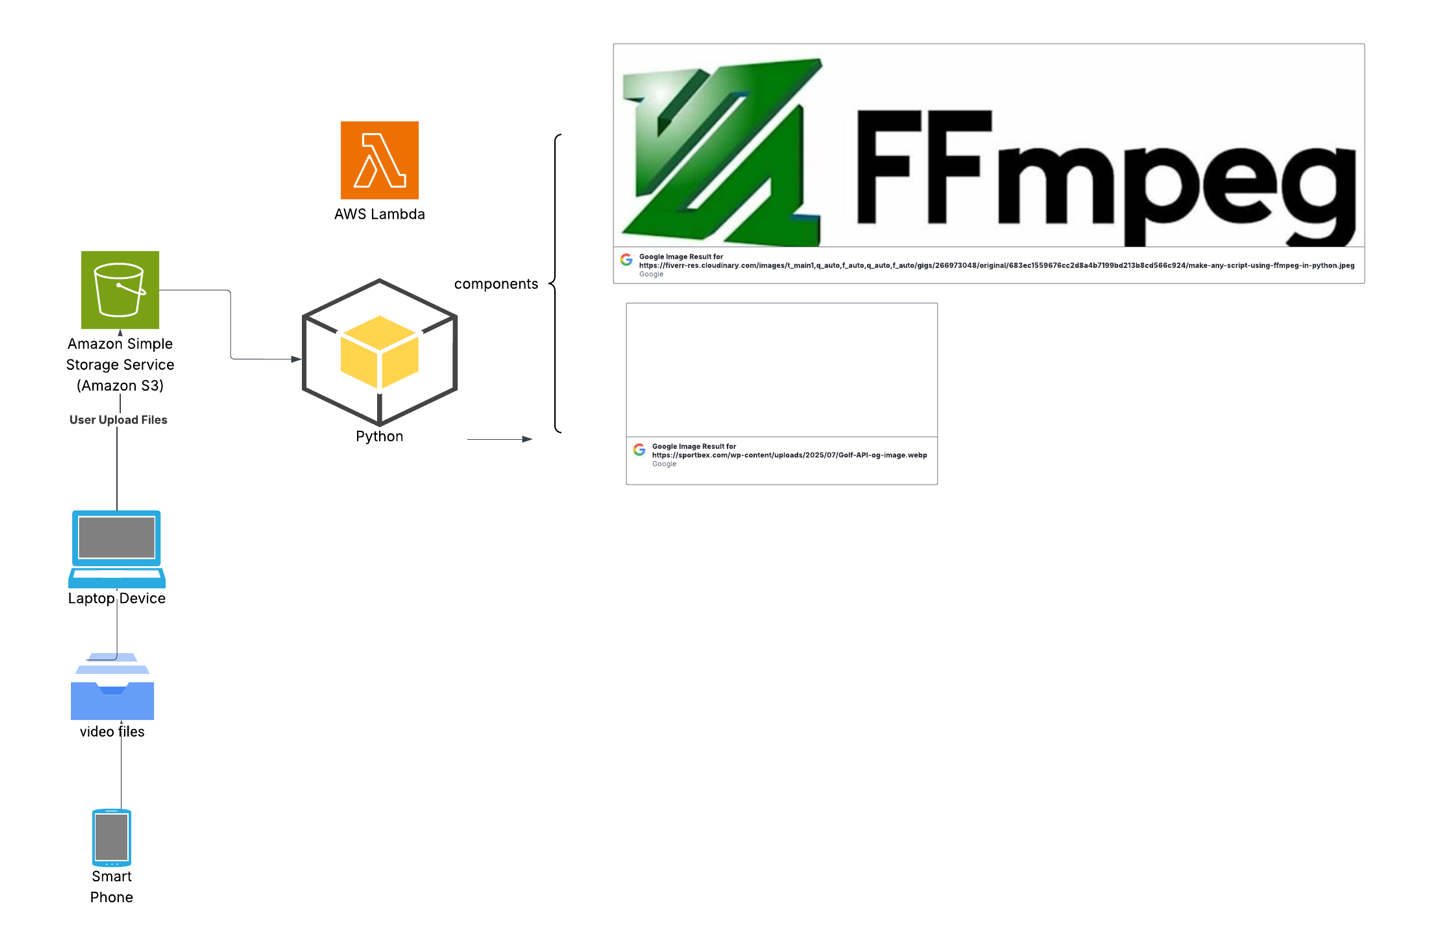 FFmpeg
Google Image Result for
https://fiverr-res.cloudinary.com/images/t_main1,q_auto,f_auto,q_auto,f_auto/gigs/266973048/original/683ec1559676cc2d8a4b7199bd213b8cd566c924/make-any-script-using-ffmpeg-in-python.jpeg
Google
AWS Lambda
components
Amazon Simple
Storage Service
(Amazon S3)
User Upload Files
Python
Google Image Result for
https://sportbex.com/wp-content/uploads/2025/07/Golf-API-og-image.webp
Google
Laptop Device
video files
Smart
Phone